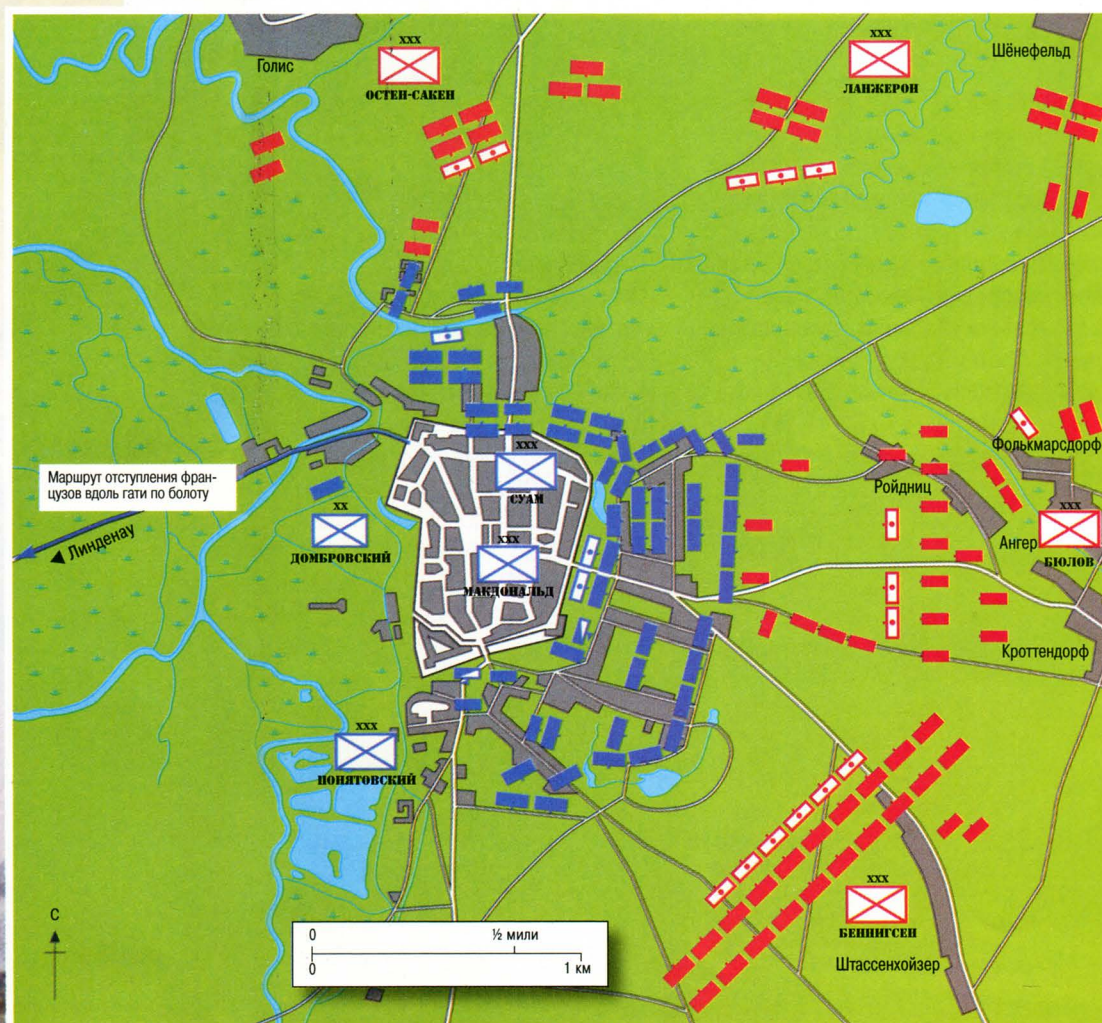 Голис
XXX
ОСТЕН-САКЕН
XXX
ЛАНЖЕРОН
Шёнефельд
Маршрут отступления фран-
цузов вдоль гати по болоту
Линденау
XX
ДОМБРОВСКИЙ
XXX
СУАМ
XXX
МАКДОНАЛЬД
Фолькмарсдорф
Ройдниц
XXX
Ангер
БЮЛОВ
Кроттендорф
XXX
ПОНЯТОВСКИЙ
XXX
БЕННИГСЕН
Штассенхойзер
С
0 ½ мили
0 1 км